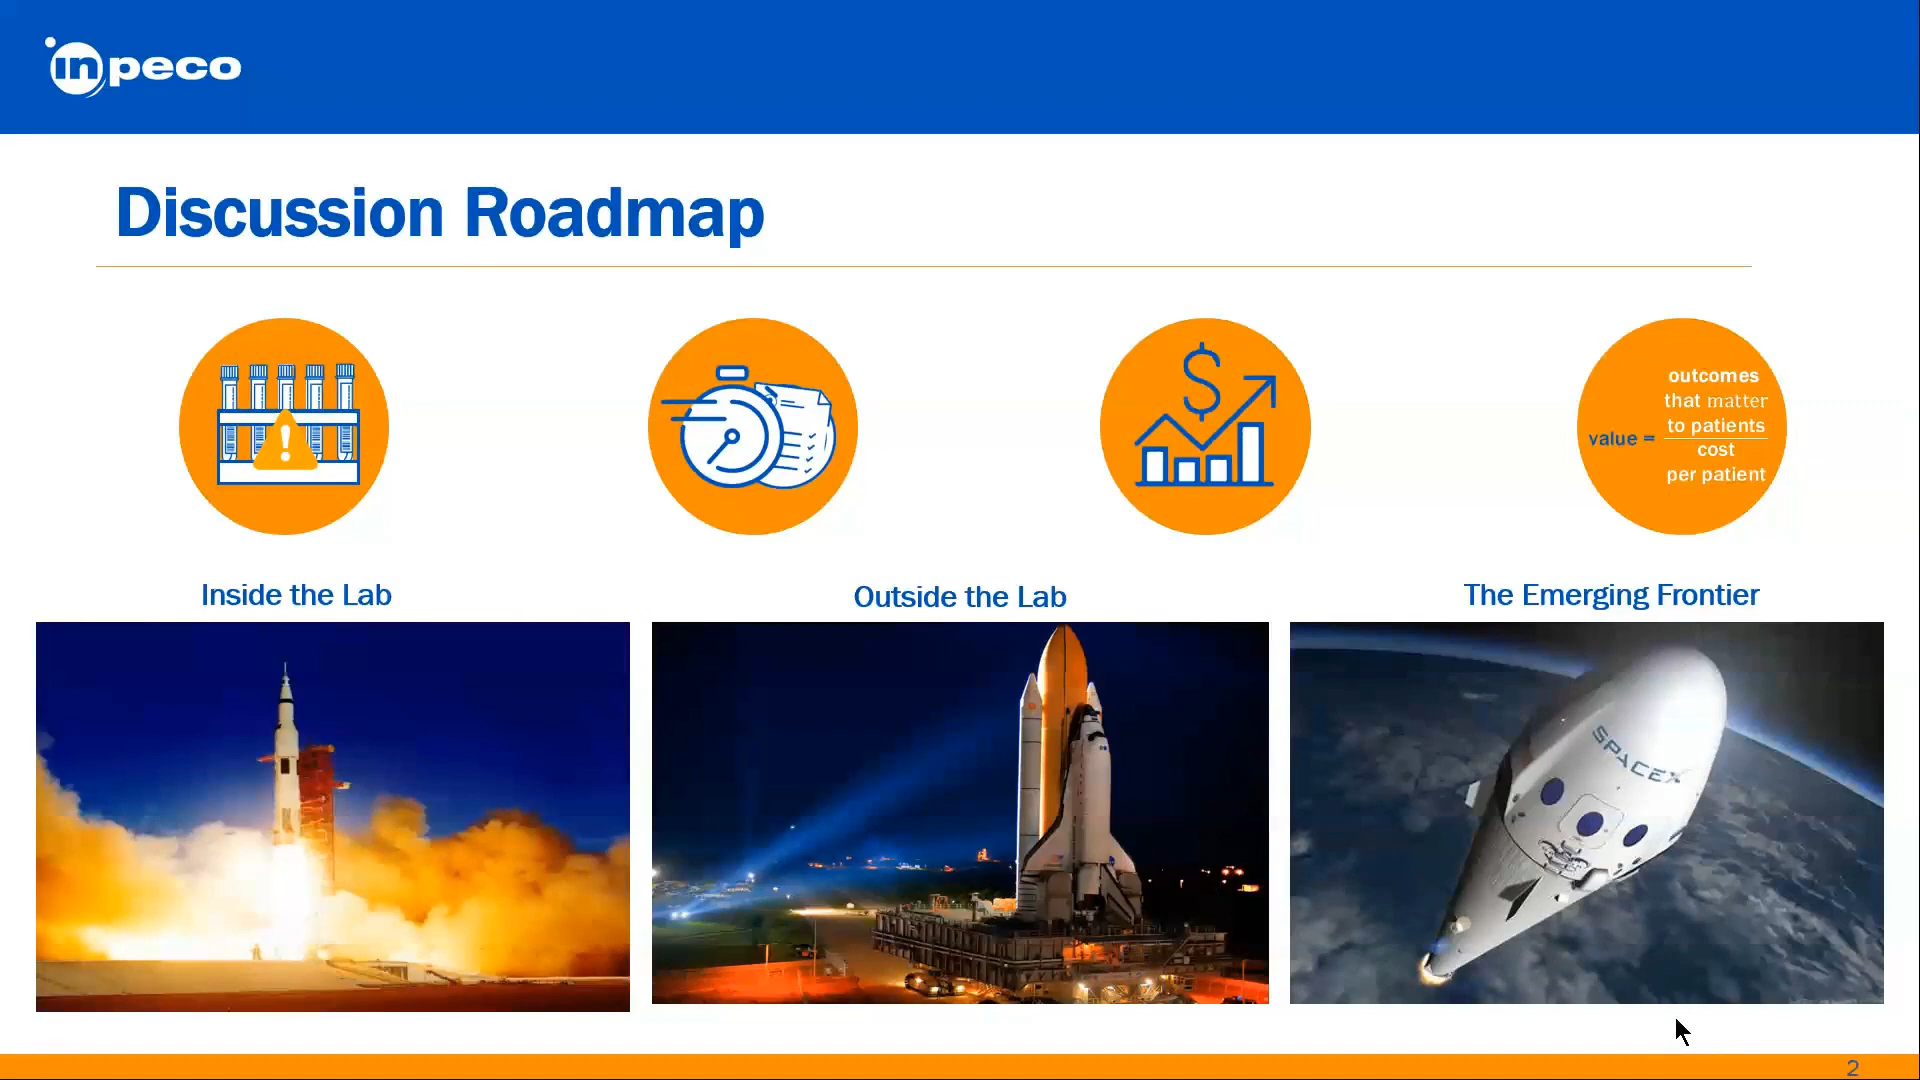 inpeco
Discussion Roadmap
$
outcomes
that matter
to patients
value =
cost
per patient
Inside the Lab
Outside the Lab
The Emerging Frontier
SPACEX
2